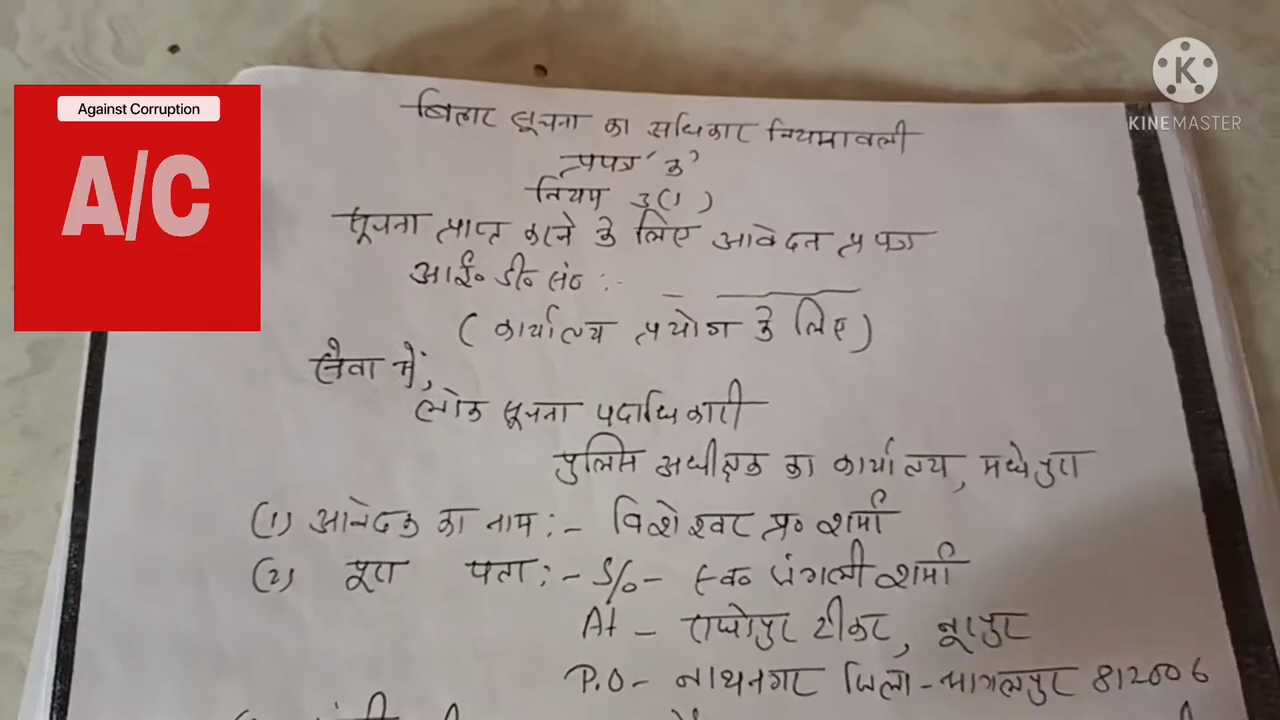 Against Corruption
A/C
KINEMASTER
बिहार सूचना का अधिकार नियमावली
प्रपत्र 'क'
नियम 3(1)
सूचना प्राप्त करने के लिए आवेदन प्रपत्र
आई० डी० सं० :-
(कार्यालय प्रयोग के लिए)
सेवा में,
लोक सूचना पदाधिकारी
पुलिस अधीक्षक का कार्यालय, मधेपुरा
(1) आवेदक का नाम :- विशेश्वर प्र० शर्मा
(2) पूरा पता :- S/o- स्व० जंगली शर्मा
At - राघोपुर टीकर, नूरपुर
P.O- नाथनगर जिला - भागलपुर 812006